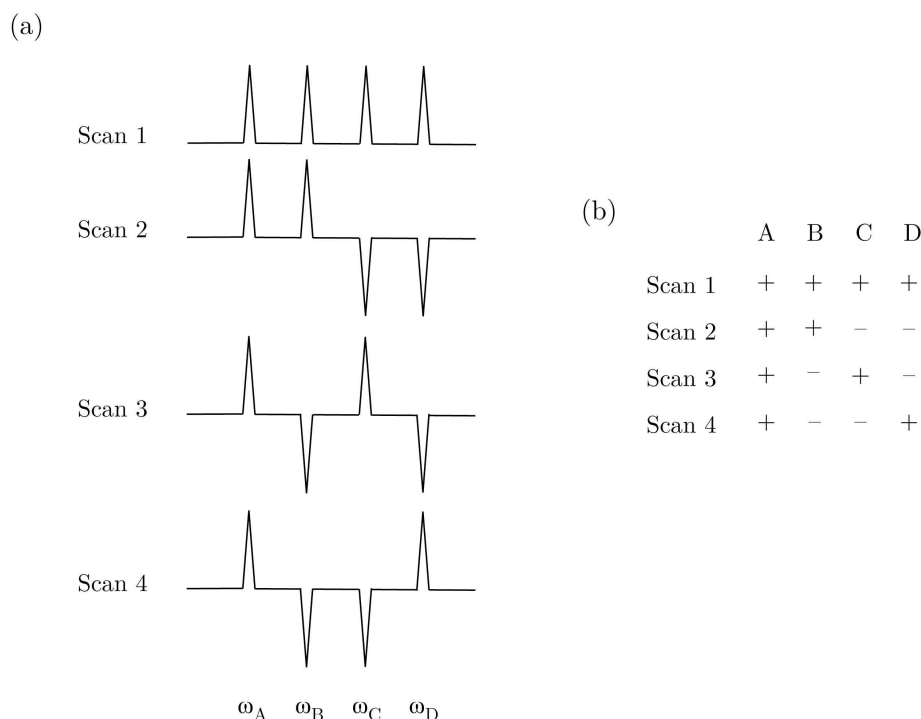 (a)
Scan 1
Scan 2
Scan 3
Scan 4
ω_A ω_B ω_C ω_D
(b)
A B C D
Scan 1 + + + +
Scan 2 + + – –
Scan 3 + – + –
Scan 4 + – – +